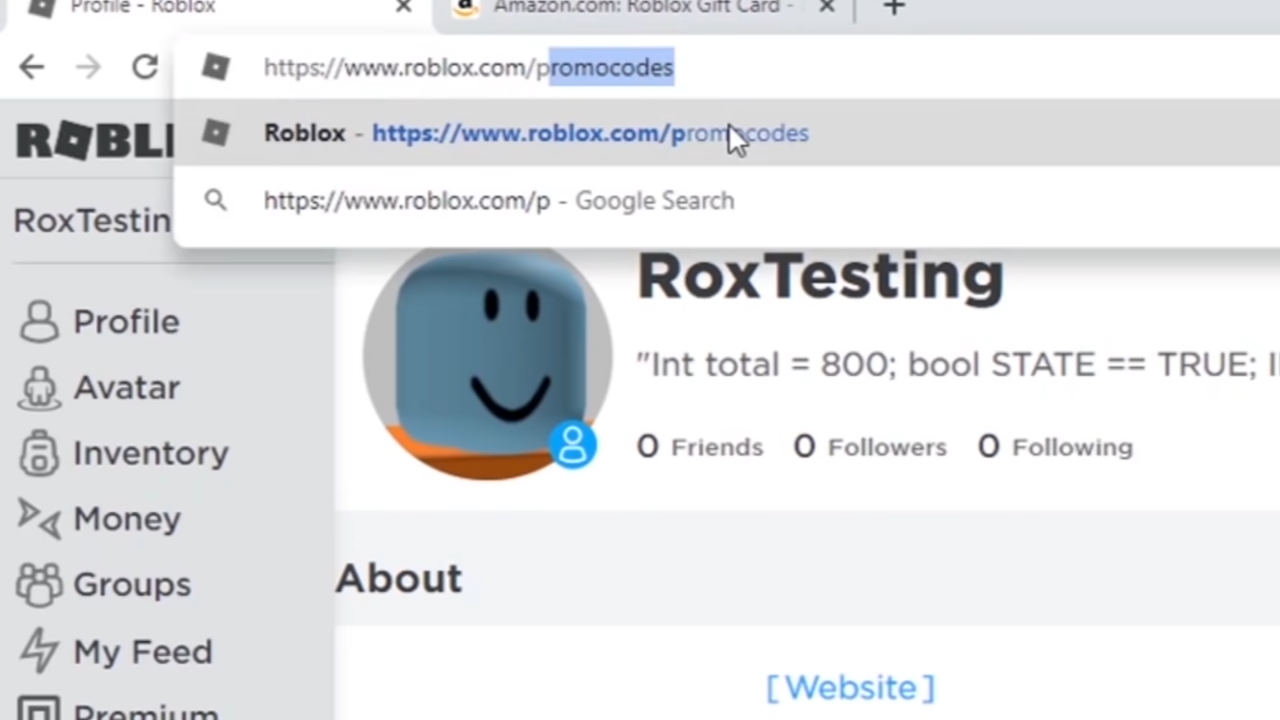 Profile - Roblox
Amazon.com: Roblox Gift Card -
https://www.roblox.com/promocodes
Roblox - https://www.roblox.com/promocodes
https://www.roblox.com/p - Google Search
ROBL
RoxTestin
RoxTesting
"Int total = 800; bool STATE == TRUE; I
0 Friends 0 Followers 0 Following
Profile
Avatar
Inventory
Money
Groups
My Feed
Premium
About
[ Website ]